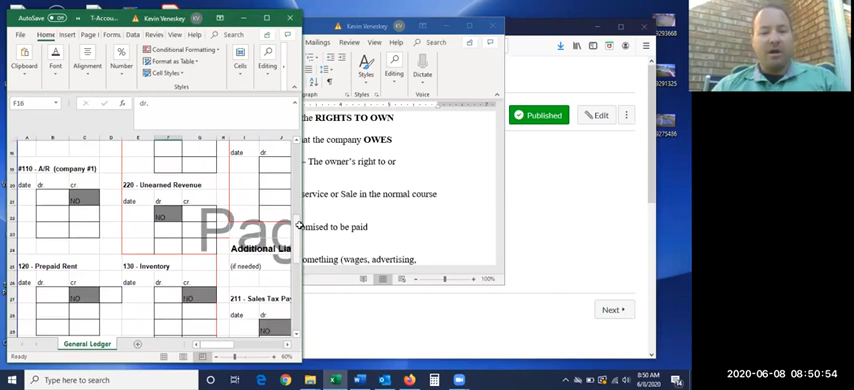 AutoSave Off T-Accou... Kevin Veneskey KV
File Home Insert Page Form. Data Review Search
Clipboard Font Alignment Number Conditional Formatting Format as Table Cell Styles Cells Editing
Styles
F16 fx dr.
C D E F G H I J
date dr.
#110 - A/R (company #1)
date dr. cr.
NO
220 - Unearned Revenue
date dr cr.
NO
Pag
Additional Lia
(if needed)
120 - Prepaid Rent
date dr. cr.
NO
130 - Inventory
date dr. cr.
NO
211 - Sales Tax Pay
date dr.
NO
General Ledger
Ready 60%
Kevin Veneskey KV
Mailings Review View Help Search
Styles Editing Dictate
Styles Voice
the RIGHTS TO OWN
at the company OWES
- The owner's right to or
service or Sale in the normal course
mised to be paid
omething (wages, advertising,
100%
Published Edit
Next
9293668
9291325
9275486
Type here to search
8:50 AM
6/8/2020
2020-06-08 08:50:54